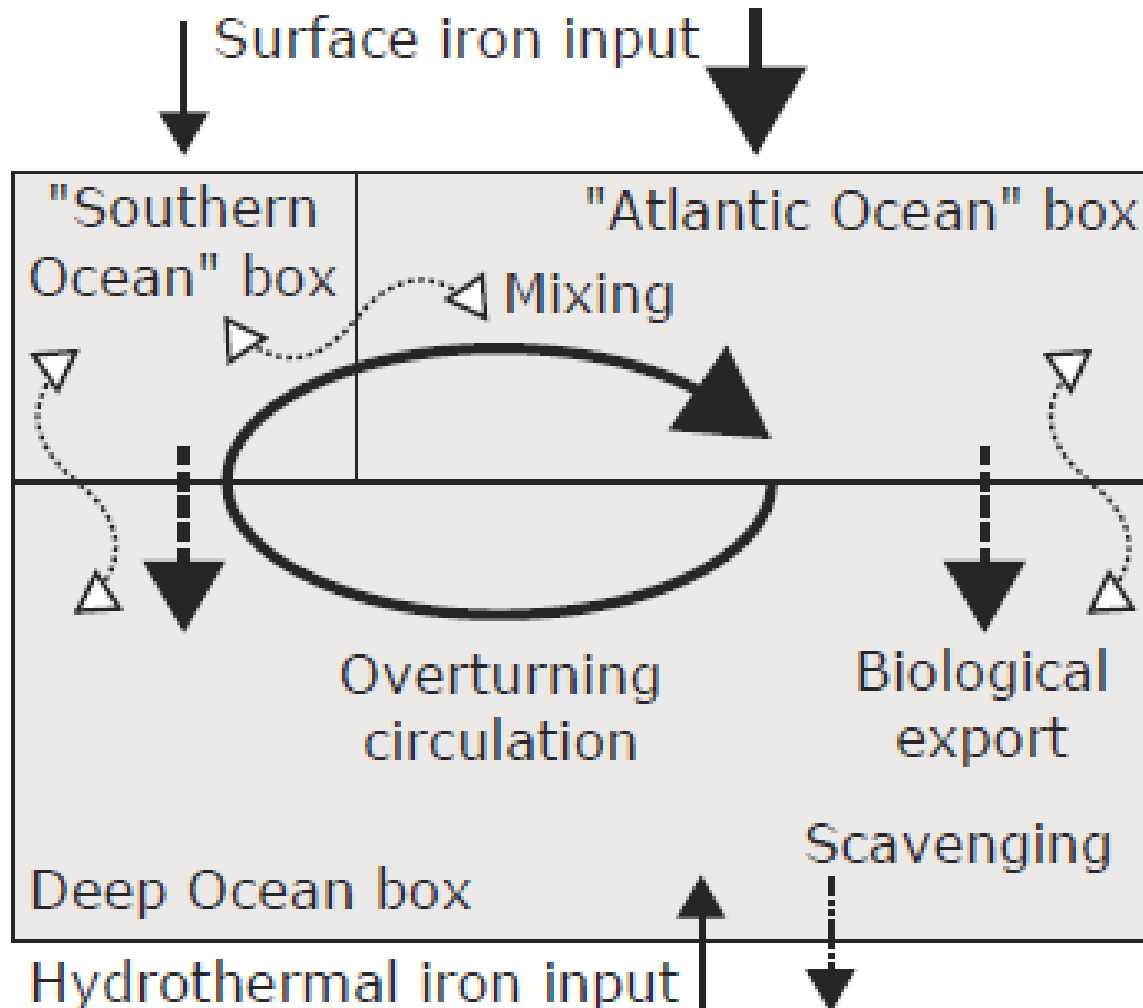 Surface iron input
"Southern
Ocean" box
"Atlantic Ocean" box
Mixing
Overturning
circulation
Biological
export
Scavenging
Deep Ocean box
Hydrothermal iron input